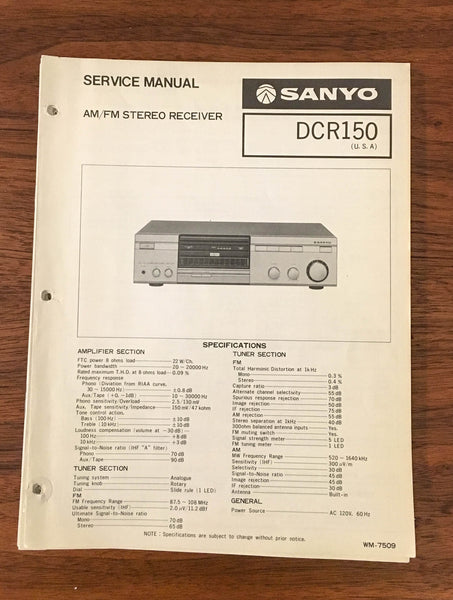 SERVICE MANUAL
SANYO
AM/FM STEREO RECEIVER
DCR150
(U.S.A)
SANYO
SPECIFICATIONS
AMPLIFIER SECTION
FTC power 8 ohms load 22 W/Ch.
Power bandwidth 20 - 20000 Hz
Rated maximum T.H.D. at 8 ohms load 0.09 %
Frequency response
Phono (Diviation from RIAA curve,
30 - 15000 Hz) ±0.8 dB
Aux/Tape (+0, -1dB) 10 - 30000 Hz
Phono sensitivity/Overload 2.5/130 mV
Aux, Tape sensitivity/Impedance 150 mV/47 kohm
Tone control action,
Bass (100 Hz) ±10 dB
Treble (10 kHz) ±10 dB
Loudness compensation (Volume at -30 dB)
100 Hz +8 dB
10 kHz +3 dB
Signal-to-Noise ratio (IHF "A" filter)
Phono 70 dB
Aux/Tape 90 dB
TUNER SECTION
Tuning system Analogue
Tuning knob Rotary
Dial Slide rule (1 LED)
FM
FM Frequency Range 87.5 - 108 MHz
Usable sensitivity (IHF) 2.0 μV/11.2 dBf
Ultimate Signal-to-Noise ratio
Mono 70 dB
Stereo 65 dB
TUNER SECTION
FM
Total Harmonic Distortion at 1kHz
Mono 0.3 %
Stereo 0.4 %
Capture ratio 3 dB
Alternate channel selectivity 55 dB
Spurious response rejection 70 dB
Image rejection 50 dB
IF rejection 75 dB
AM rejection 55 dB
Stereo separation at 1kHz 40 dB
300ohm balanced antenna inputs Yes.
FM muting switch Yes.
Signal strength meter 5 LED
FM tuning meter 1 LED
AM
MW Frequency Range 520 - 1640 kHz
Sensitivity (IHF) 300 μV/m
Selectivity 30 dB
Signal-to-Noise ratio 45 dB
Image rejection 45 dB
IF rejection 30 dB
Antenna Built-in
GENERAL
Power Source AC 120V, 60 Hz
NOTE : Specifications are subject to change without prior notice.
WM-7509